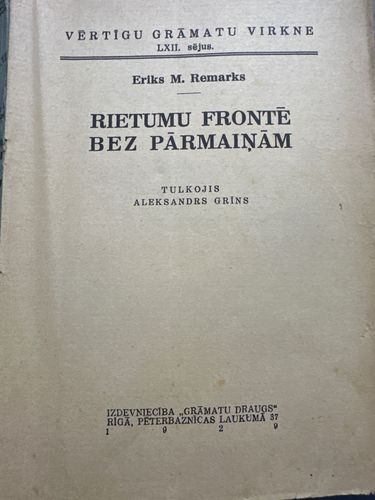 VĒRTĪGU GRĀMATU VIRKNE
LXII. sējus.
Eriks M. Remarks
RIETUMU FRONTĒ
BEZ PĀRMAIŅĀM
TULKOJIS
ALEKSANDRS GRĪNS
IZDEVNIECĪBA „GRĀMATU DRAUGS“
RĪGĀ, PĒTERBAZNĪCAS LAUKUMĀ 37
1 9 2 9